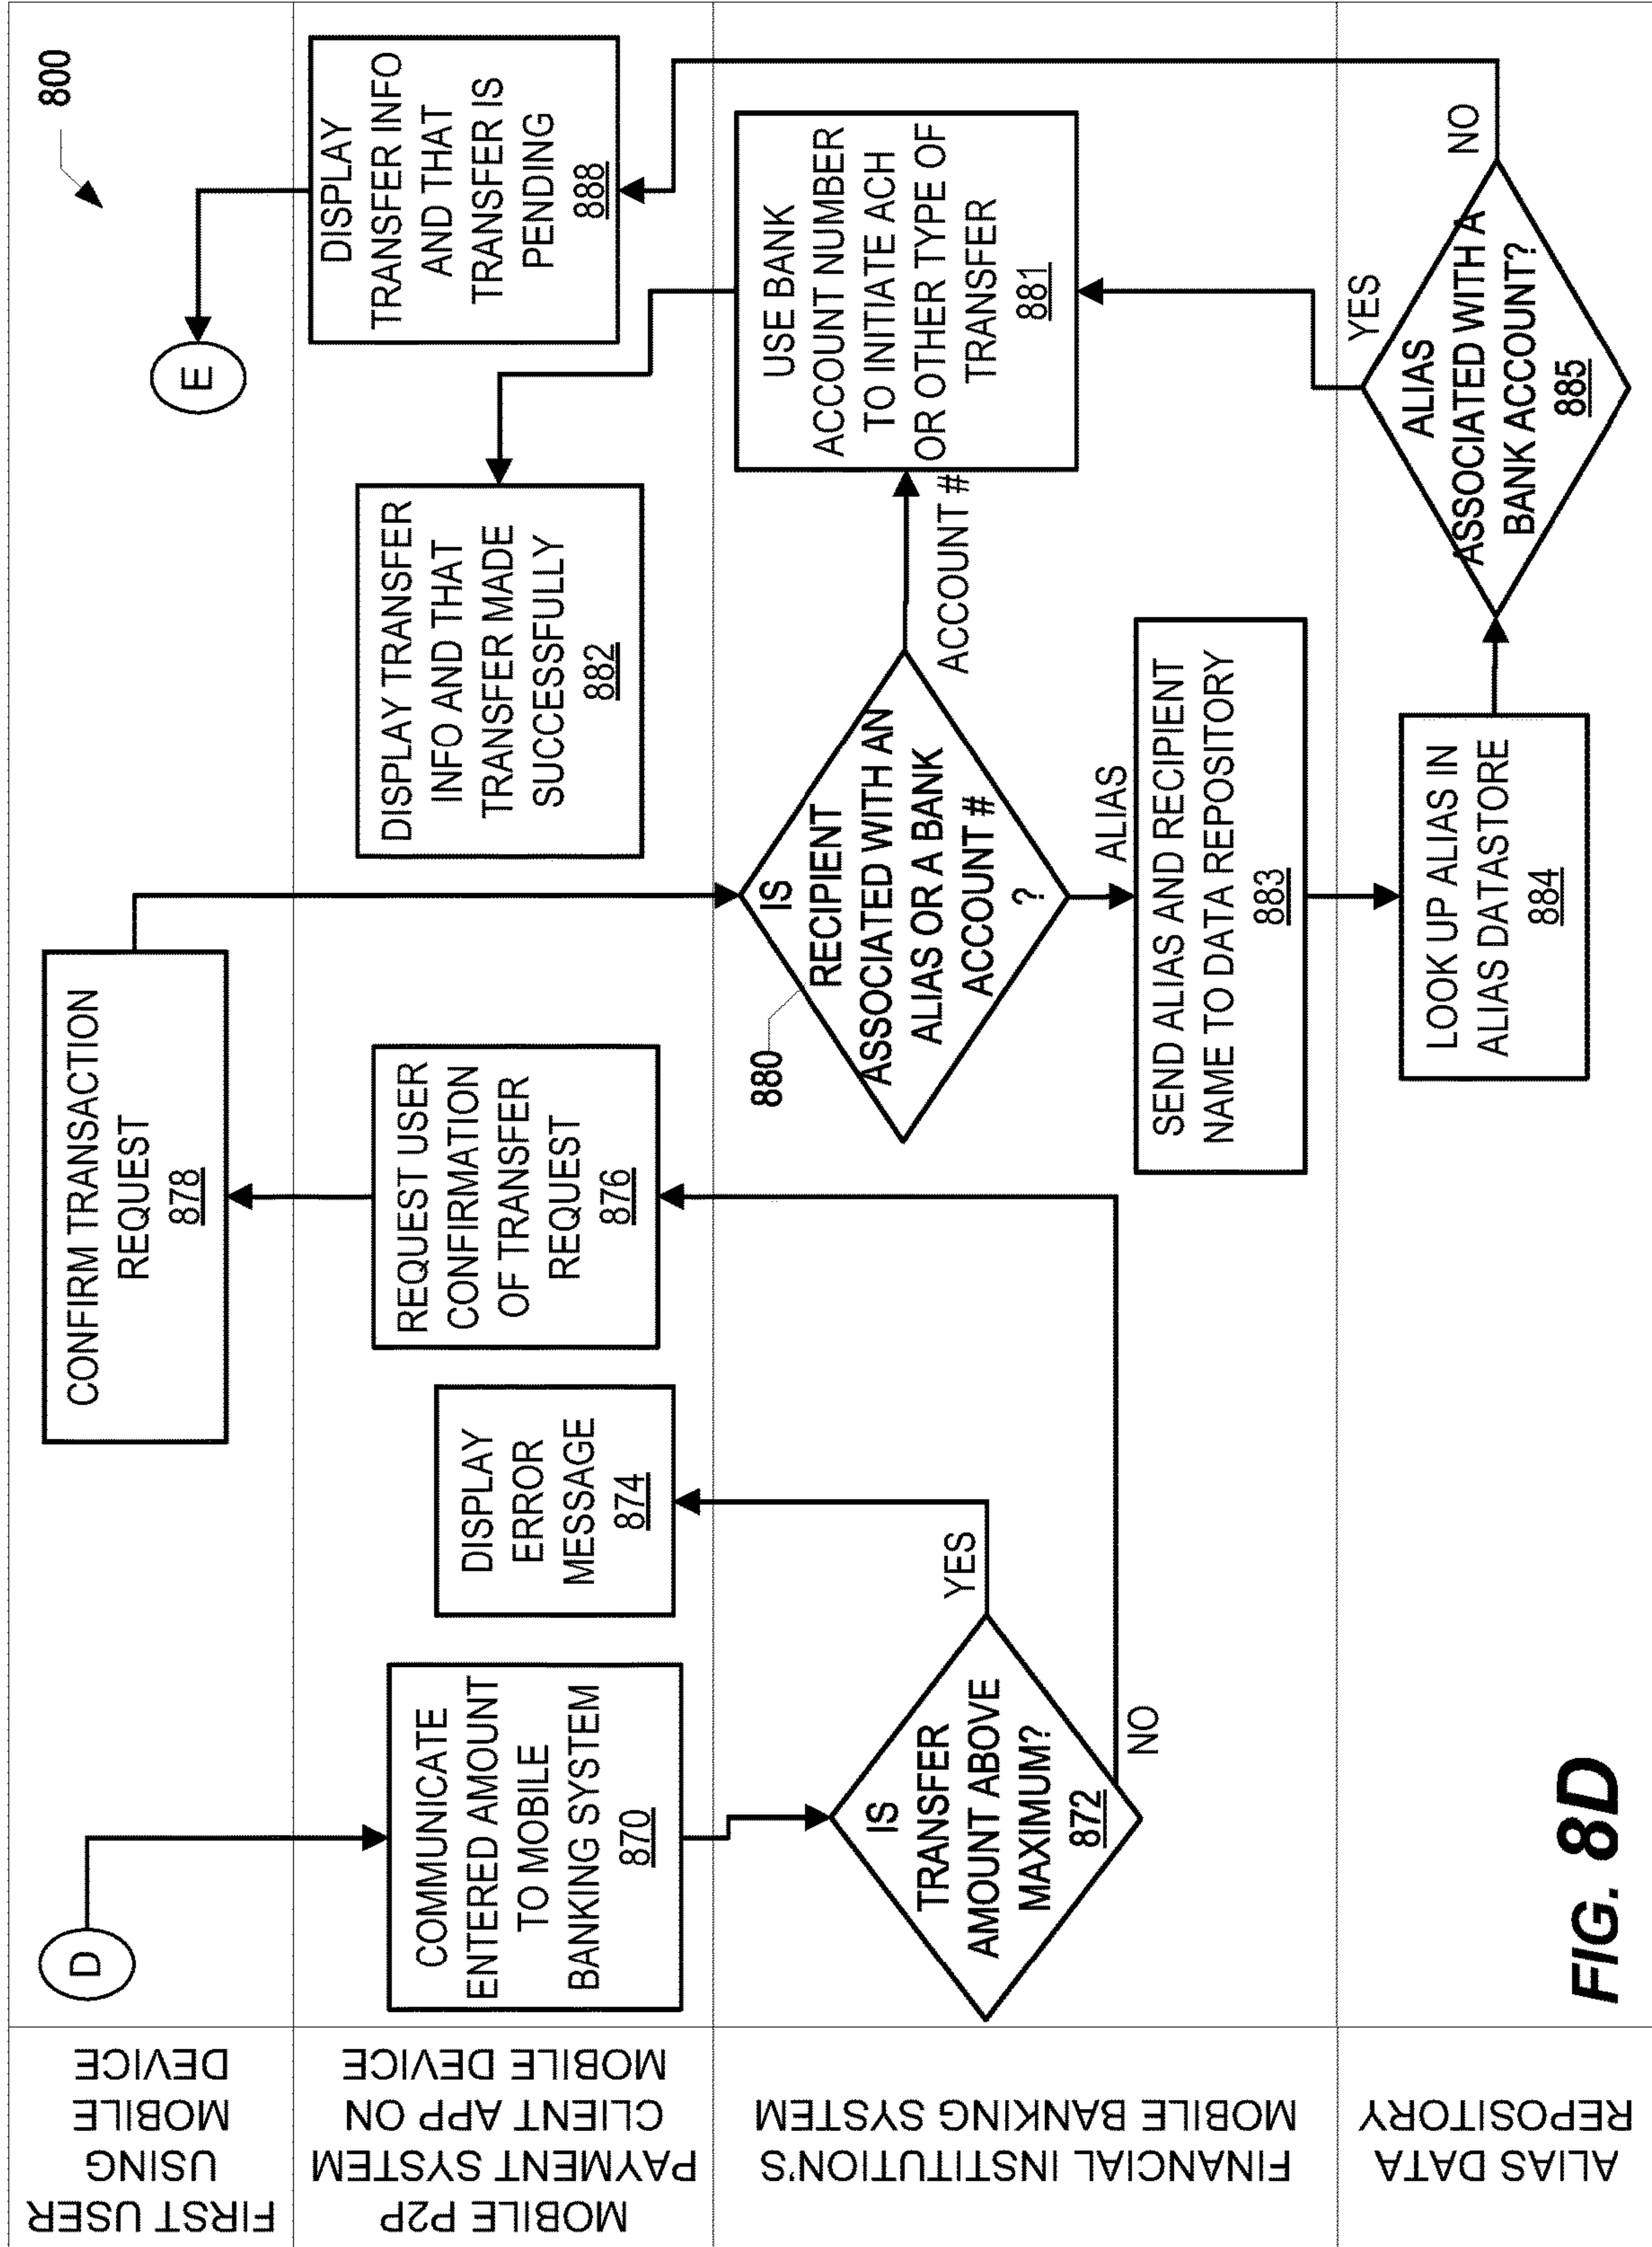 800
FIRST USER
USING
MOBILE
DEVICE
D
CONFIRM TRANSACTION
REQUEST
878
E
MOBILE P2P
PAYMENT SYSTEM
CLIENT APP ON
MOBILE DEVICE
COMMUNICATE
ENTERED AMOUNT
TO MOBILE
BANKING SYSTEM
870
DISPLAY
ERROR
MESSAGE
874
REQUEST USER
CONFIRMATION
OF TRANSFER
REQUEST
876
DISPLAY TRANSFER
INFO AND THAT
TRANSFER MADE
SUCCESSFULLY
882
DISPLAY
TRANSFER INFO
AND THAT
TRANSFER IS
PENDING
888
FINANCIAL INSTITUTION'S
MOBILE BANKING SYSTEM
IS
TRANSFER
AMOUNT ABOVE
MAXIMUM?
872
YES
NO
880
IS
RECIPIENT
ASSOCIATED WITH AN
ALIAS OR A BANK
ACCOUNT #
?
ACCOUNT #
ALIAS
USE BANK
ACCOUNT NUMBER
TO INITIATE ACH
OR OTHER TYPE OF
TRANSFER
881
SEND ALIAS AND RECIPIENT
NAME TO DATA REPOSITORY
883
ALIAS DATA
REPOSITORY
LOOK UP ALIAS IN
ALIAS DATASTORE
884
ALIAS
ASSOCIATED WITH A
BANK ACCOUNT?
885
YES
NO
FIG. 8D